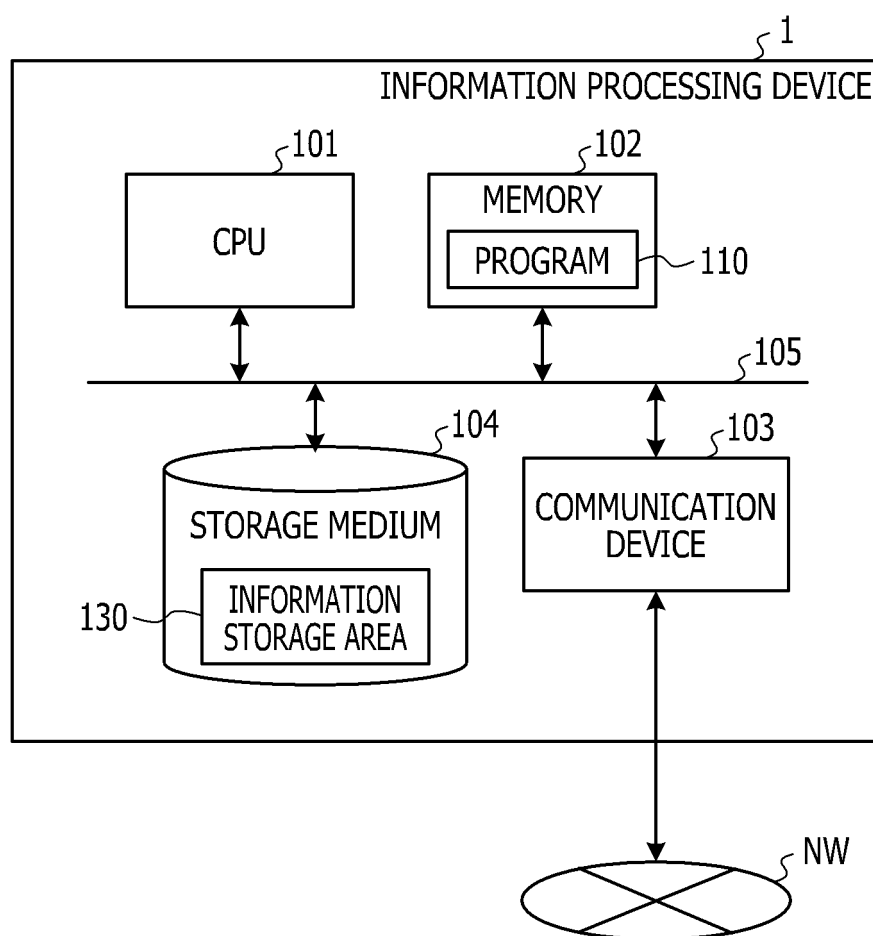 1
INFORMATION PROCESSING DEVICE
101
102
CPU
MEMORY
PROGRAM
110
105
104
103
STORAGE MEDIUM
COMMUNICATION
DEVICE
130
INFORMATION
STORAGE AREA
NW